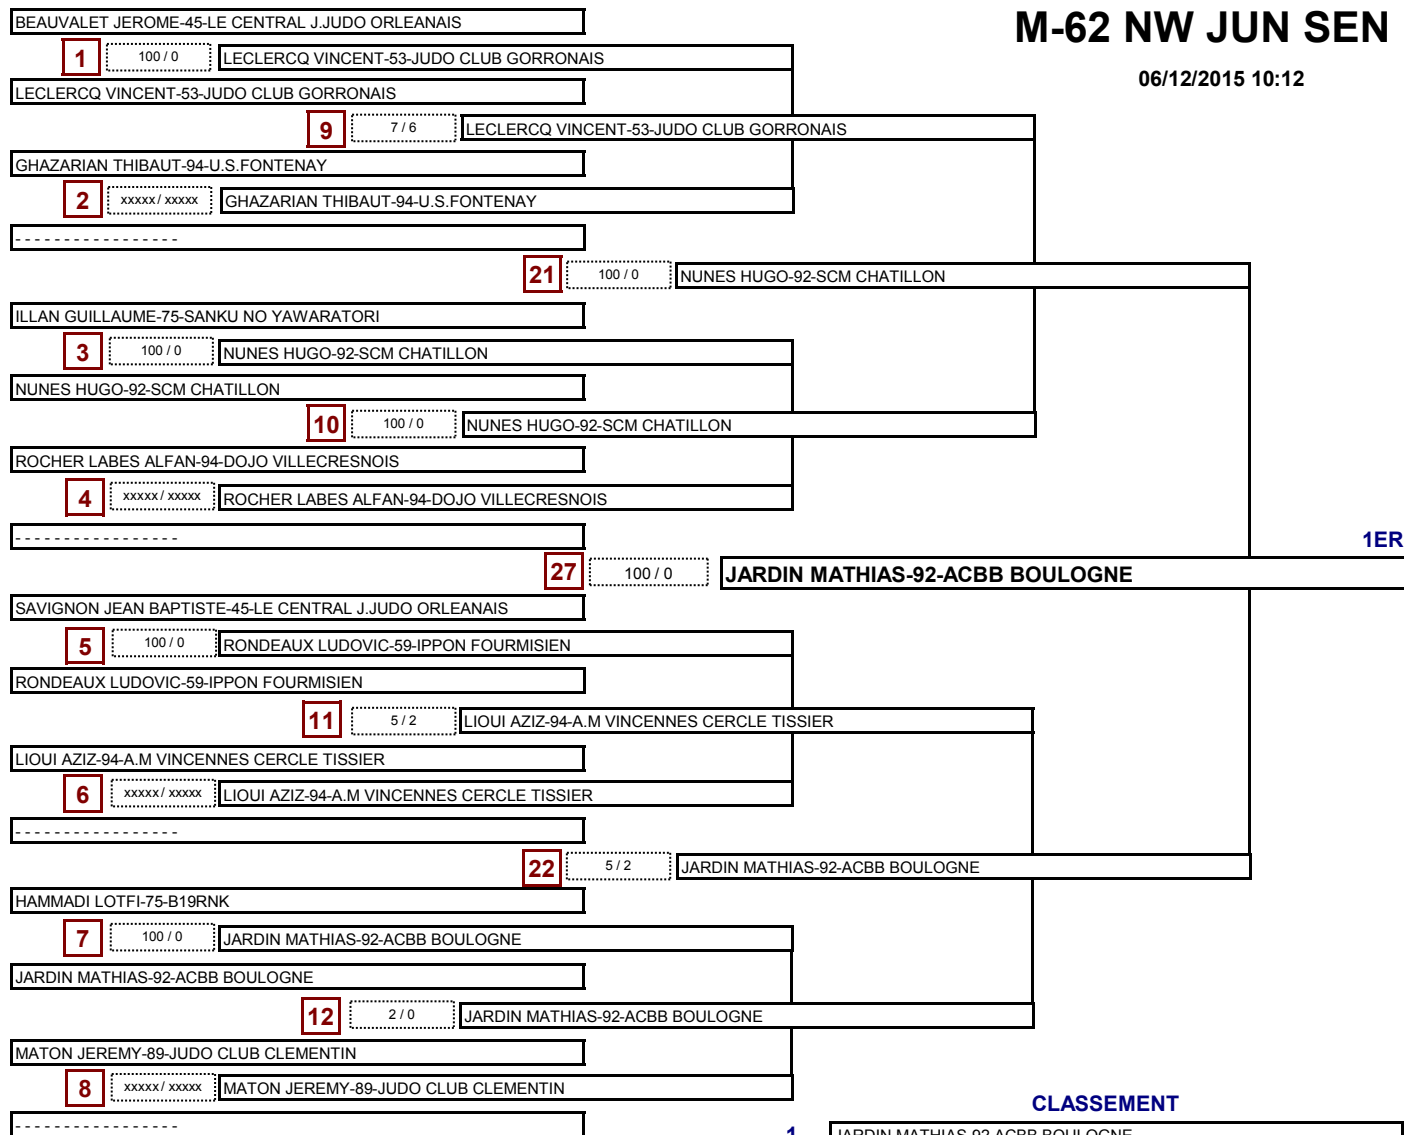 BEAUVALET JEROME-45-LE CENTRAL J.JUDO ORLEANAIS
M-62 NW JUN SEN
1 100 / 0 LECLERCQ VINCENT-53-JUDO CLUB GORRONAIS
06/12/2015 10:12
LECLERCQ VINCENT-53-JUDO CLUB GORRONAIS
9 7 / 6 LECLERCQ VINCENT-53-JUDO CLUB GORRONAIS
GHAZARIAN THIBAUT-94-U.S.FONTENAY
2 xxxxx / xxxxx GHAZARIAN THIBAUT-94-U.S.FONTENAY
- - - - - - - - - - - - - - - - -
21 100 / 0 NUNES HUGO-92-SCM CHATILLON
ILLAN GUILLAUME-75-SANKU NO YAWARATORI
3 100 / 0 NUNES HUGO-92-SCM CHATILLON
NUNES HUGO-92-SCM CHATILLON
10 100 / 0 NUNES HUGO-92-SCM CHATILLON
ROCHER LABES ALFAN-94-DOJO VILLECRESNOIS
4 xxxxx / xxxxx ROCHER LABES ALFAN-94-DOJO VILLECRESNOIS
- - - - - - - - - - - - - - - - -
1ER
27 100 / 0 JARDIN MATHIAS-92-ACBB BOULOGNE
SAVIGNON JEAN BAPTISTE-45-LE CENTRAL J.JUDO ORLEANAIS
5 100 / 0 RONDEAUX LUDOVIC-59-IPPON FOURMISIEN
RONDEAUX LUDOVIC-59-IPPON FOURMISIEN
11 5 / 2 LIOUI AZIZ-94-A.M VINCENNES CERCLE TISSIER
LIOUI AZIZ-94-A.M VINCENNES CERCLE TISSIER
6 xxxxx / xxxxx LIOUI AZIZ-94-A.M VINCENNES CERCLE TISSIER
- - - - - - - - - - - - - - - - -
22 5 / 2 JARDIN MATHIAS-92-ACBB BOULOGNE
HAMMADI LOTFI-75-B19RNK
7 100 / 0 JARDIN MATHIAS-92-ACBB BOULOGNE
JARDIN MATHIAS-92-ACBB BOULOGNE
12 2 / 0 JARDIN MATHIAS-92-ACBB BOULOGNE
MATON JEREMY-89-JUDO CLUB CLEMENTIN
8 xxxxx / xxxxx MATON JEREMY-89-JUDO CLUB CLEMENTIN
CLASSEMENT
- - - - - - - - - - - - - - - - -
1 JARDIN MATHIAS-92-ACBB BOULOGNE